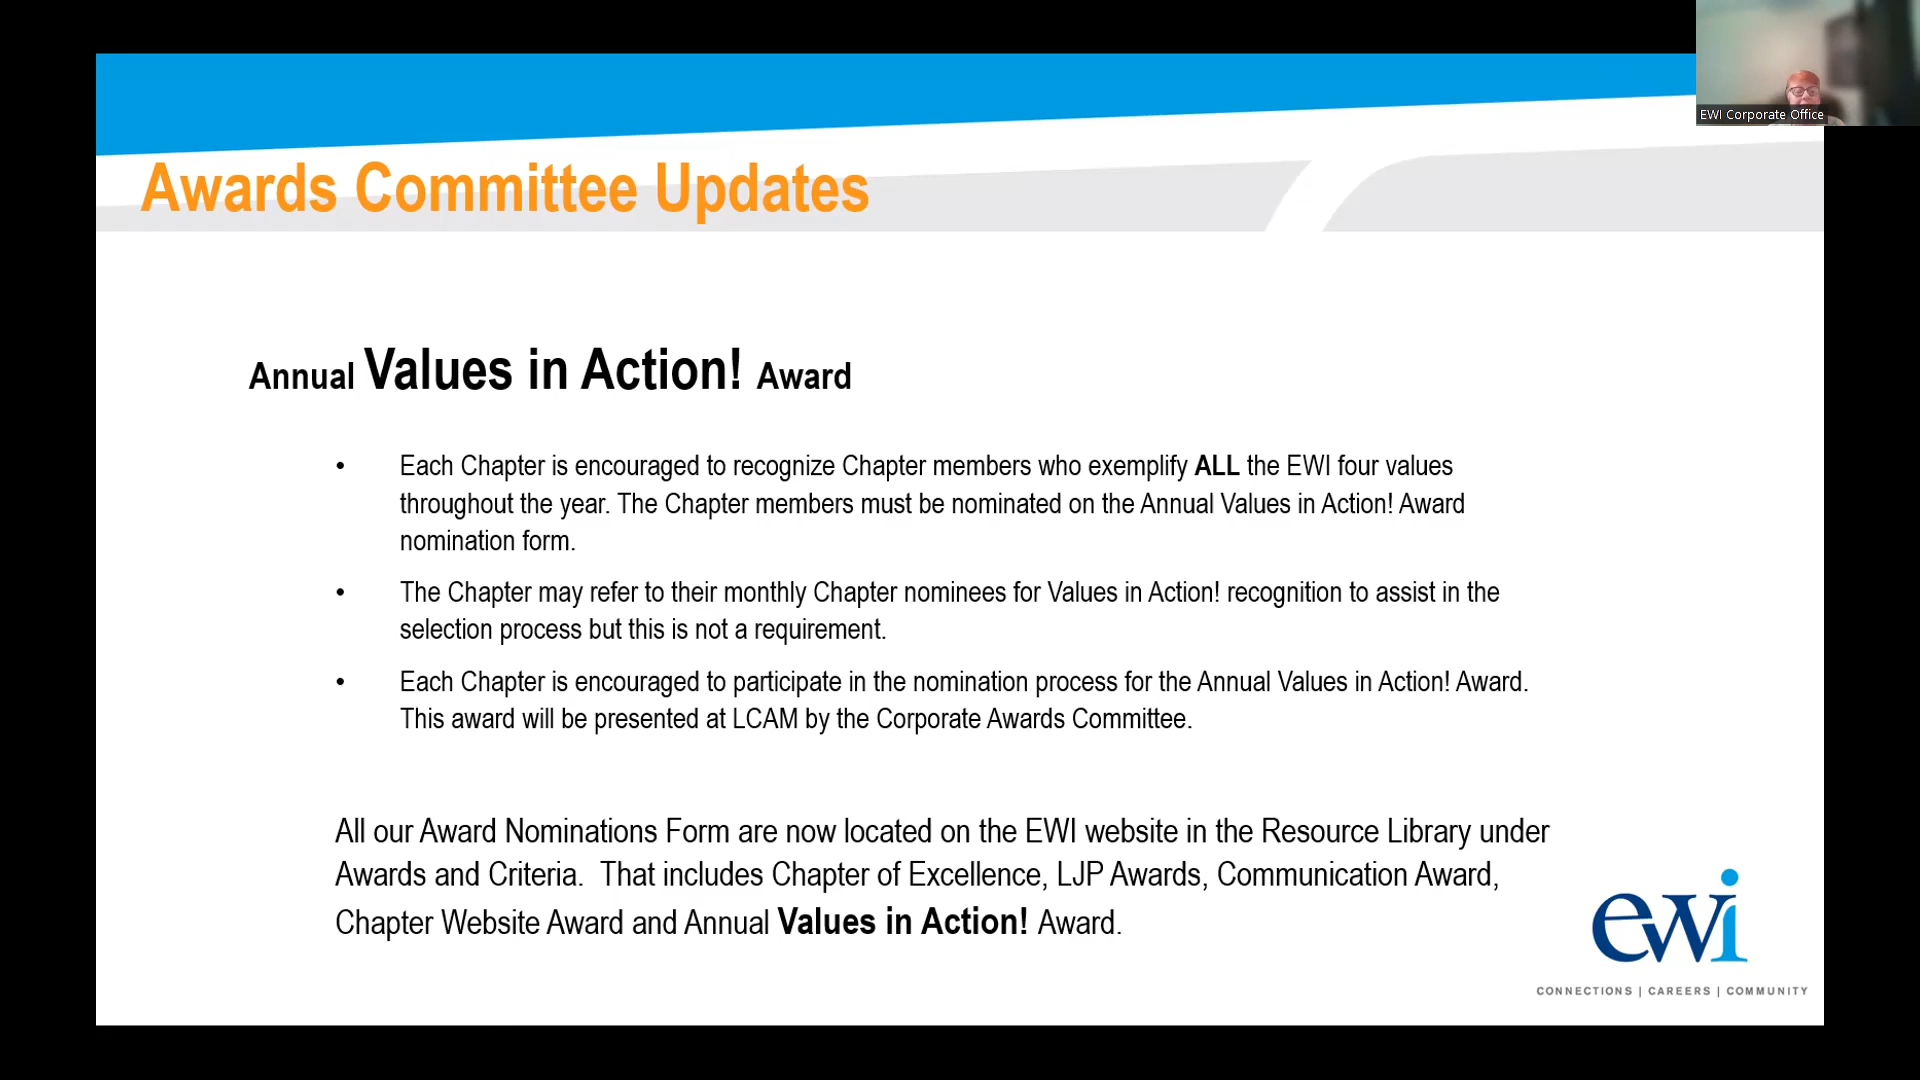 EWI Corporate Office
Awards Committee Updates
Annual Values in Action! Award
• Each Chapter is encouraged to recognize Chapter members who exemplify ALL the EWI four values
throughout the year. The Chapter members must be nominated on the Annual Values in Action! Award
nomination form.
• The Chapter may refer to their monthly Chapter nominees for Values in Action! recognition to assist in the
selection process but this is not a requirement.
• Each Chapter is encouraged to participate in the nomination process for the Annual Values in Action! Award.
This award will be presented at LCAM by the Corporate Awards Committee.
All our Award Nominations Form are now located on the EWI website in the Resource Library under
Awards and Criteria.  That includes Chapter of Excellence, LJP Awards, Communication Award,
Chapter Website Award and Annual Values in Action! Award.
ewi
CONNECTIONS | CAREERS | COMMUNITY